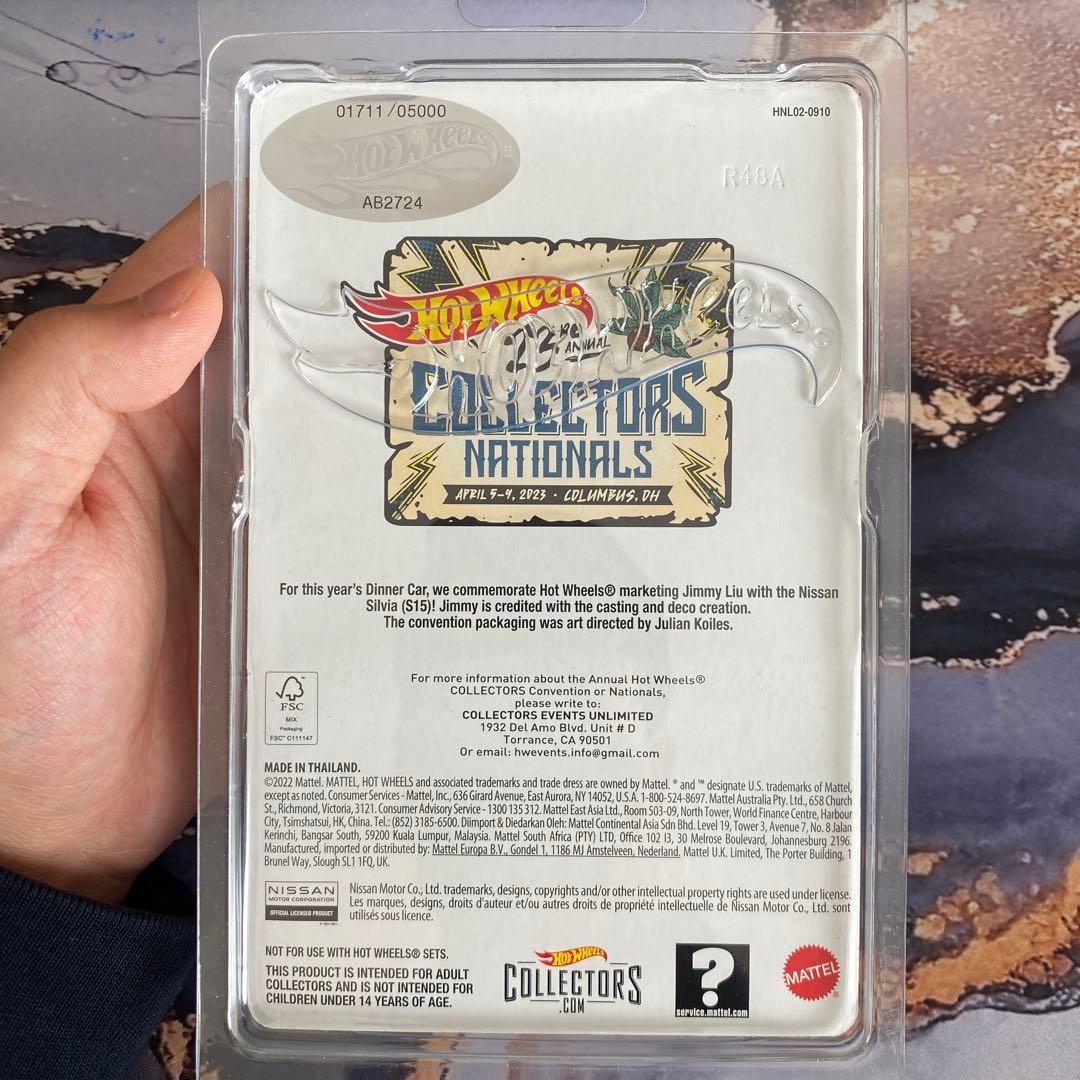 01711/05000
HOT WHEELS
AB2724
HNL02-0910
R48A
Hot Wheels®
HOT WHEELS
23RD
ANNUAL
COLLECTORS
NATIONALS
APRIL 5-9, 2023 • COLUMBUS, OH
For this year's Dinner Car, we commemorate Hot Wheels® marketing Jimmy Liu with the Nissan
Silvia (S15)! Jimmy is credited with the casting and deco creation.
The convention packaging was art directed by Julian Koiles.
FSC™
FSC
MIX
Packaging
FSC™ C111147
For more information about the Annual Hot Wheels®
COLLECTORS Convention or Nationals,
please write to:
COLLECTORS EVENTS UNLIMITED
1932 Del Amo Blvd. Unit # D
Torrance, CA 90501
Or email: hwevents.info@gmail.com
MADE IN THAILAND.
©2022 Mattel. MATTEL, HOT WHEELS and associated trademarks and trade dress are owned by Mattel. ® and ™ designate U.S. trademarks of Mattel,
except as noted. Consumer Services - Mattel, Inc., 636 Girard Avenue, East Aurora, NY 14052, U.S.A. 1-800-524-8697. Mattel Australia Pty. Ltd., 658 Church
St., Richmond, Victoria, 3121. Consumer Advisory Service - 1300 135 312. Mattel East Asia Ltd., Room 503-09, North Tower, World Finance Centre, Harbour
City, Tsimshatsui, HK, China. Tel.: (852) 3185-6500. Diimport & Diedarkan Oleh: Mattel Continental Asia Sdn Bhd. Level 19, Tower 3, Avenue 7, No. 8 Jalan
Kerinchi, Bangsar South, 59200 Kuala Lumpur, Malaysia. Mattel South Africa (PTY) LTD, Office 102 I3, 30 Melrose Boulevard, Johannesburg 2196.
Manufactured, imported or distributed by: Mattel Europa B.V., Gondel 1, 1186 MJ Amstelveen, Nederland. Mattel U.K. Limited, The Porter Building, 1
Brunel Way, Slough SL1 1FQ, UK.
NISSAN
MOTOR CORPORATION
OFFICIAL LICENSED PRODUCT
Nissan Motor Co., Ltd. trademarks, designs, copyrights and/or other intellectual property rights are used under license.
Les marques, designs, droits d'auteur et/ou autres droits de propriété intellectuelle de Nissan Motor Co., Ltd. sont
utilisés sous licence.
NOT FOR USE WITH HOT WHEELS® SETS.
THIS PRODUCT IS INTENDED FOR ADULT
COLLECTORS AND IS NOT INTENDED FOR
CHILDREN UNDER 14 YEARS OF AGE.
HOT WHEELS
COLLECTORS
.COM
?
service.mattel.com
MATTEL®